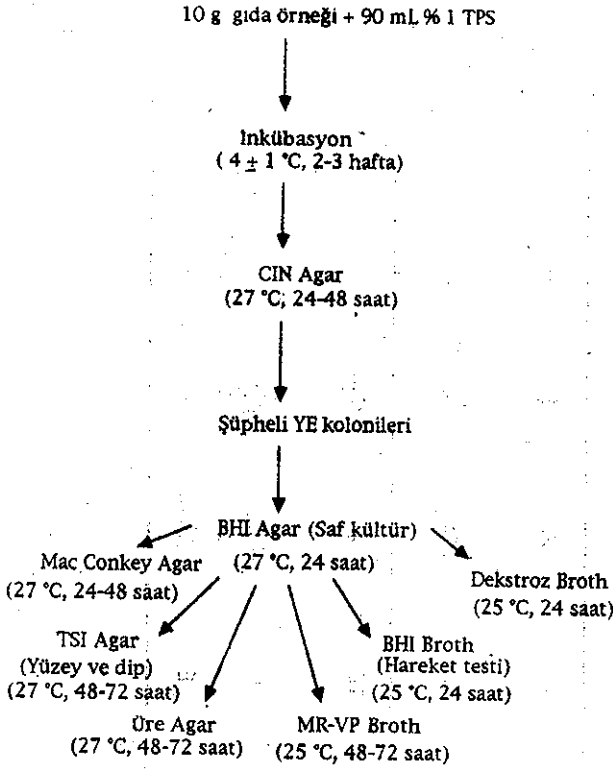 10 g gıda örneği + 90 mL % 1 TPS
Inkübasyon
( 4 ± 1 °C, 2-3 hafta)
CIN Agar
(27 °C, 24-48 saat)
Şüpheli YE kolonileri
BHI Agar (Saf kültür)
(27 °C, 24 saat)
Mac Conkey Agar
(27 °C, 24-48 saat)
Dekstroz Broth
(25 °C, 24 saat)
TSI Agar
(Yüzey ve dip)
(27 °C, 48-72 saat)
BHI Broth
(Hareket testi)
(25 °C, 24 saat)
Üre Agar
(27 °C, 48-72 saat)
MR-VP Broth
(25 °C, 48-72 saat)